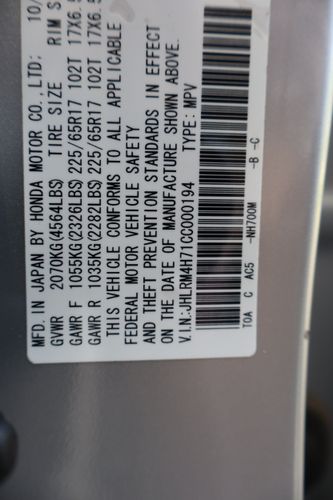 MFD. IN JAPAN BY HONDA MOTOR CO., LTD: 10/
GVWR 2070KG(4564LBS) TIRE SIZE RIM S
GAWR F 1055KG(2326LBS) 225/65R17 102T 17X6.5
GAWR R 1035KG(2282LBS) 225/65R17 102T 17X6.5
THIS VEHICLE CONFORMS TO ALL APPLICABLE
FEDERAL MOTOR VEHICLE SAFETY
AND THEFT PREVENTION STANDARDS IN EFFECT
ON THE DATE OF MANUFACTURE SHOWN ABOVE.
V.I.N:JHLRM4H71CC000194 TYPE: MPV
TOA C AC5 -NH700M -B -C